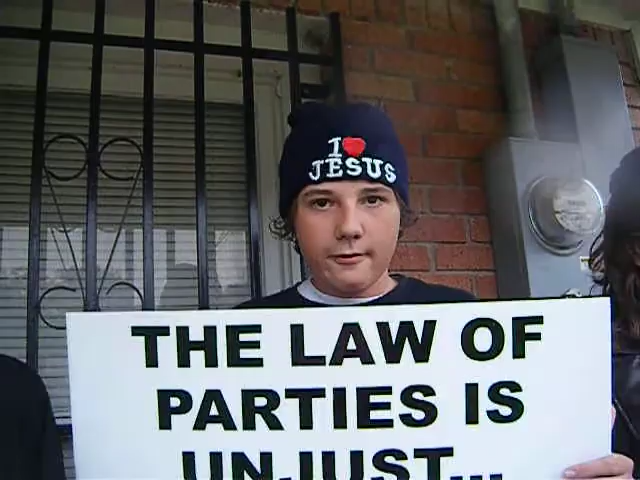 I ♥
JESUS
THE LAW OF
PARTIES IS
UNJUST...